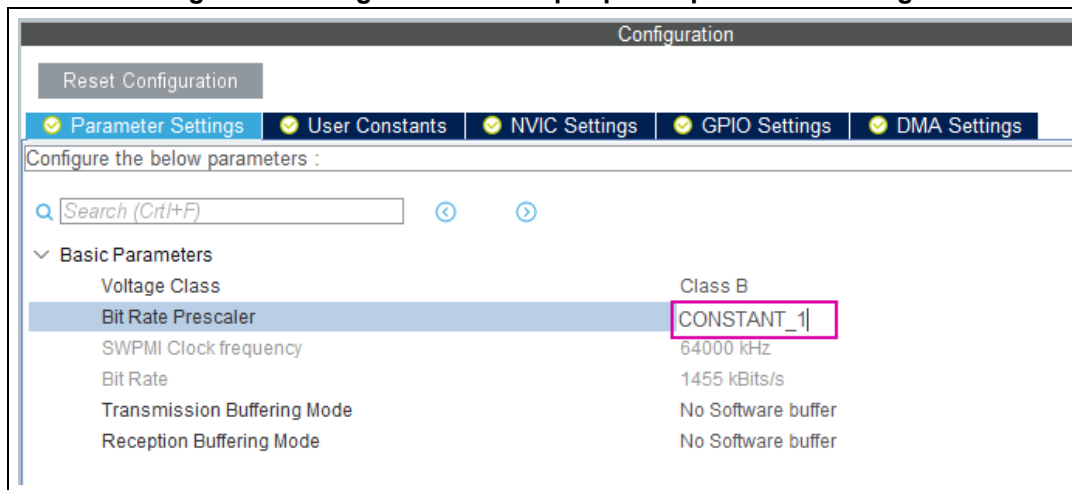 Configuration
Reset Configuration
Parameter Settings User Constants NVIC Settings GPIO Settings DMA Settings
Configure the below parameters :
Search (Crtl+F)
Basic Parameters
Voltage Class Class B
Bit Rate Prescaler CONSTANT_1
SWPMI Clock frequency 64000 kHz
Bit Rate 1455 kBits/s
Transmission Buffering Mode No Software buffer
Reception Buffering Mode No Software buffer